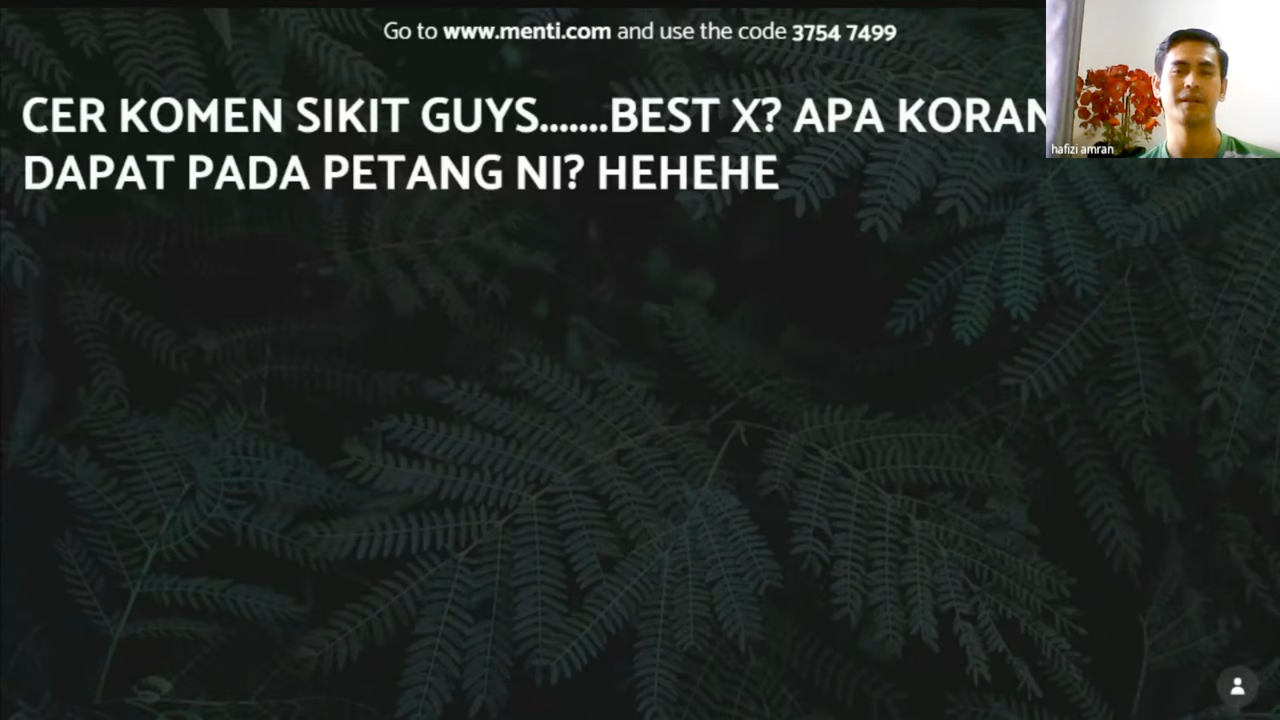 Go to www.menti.com and use the code 3754 7499
CER KOMEN SIKIT GUYS.......BEST X? APA KORAN
DAPAT PADA PETANG NI? HEHEHE
hafizi amran